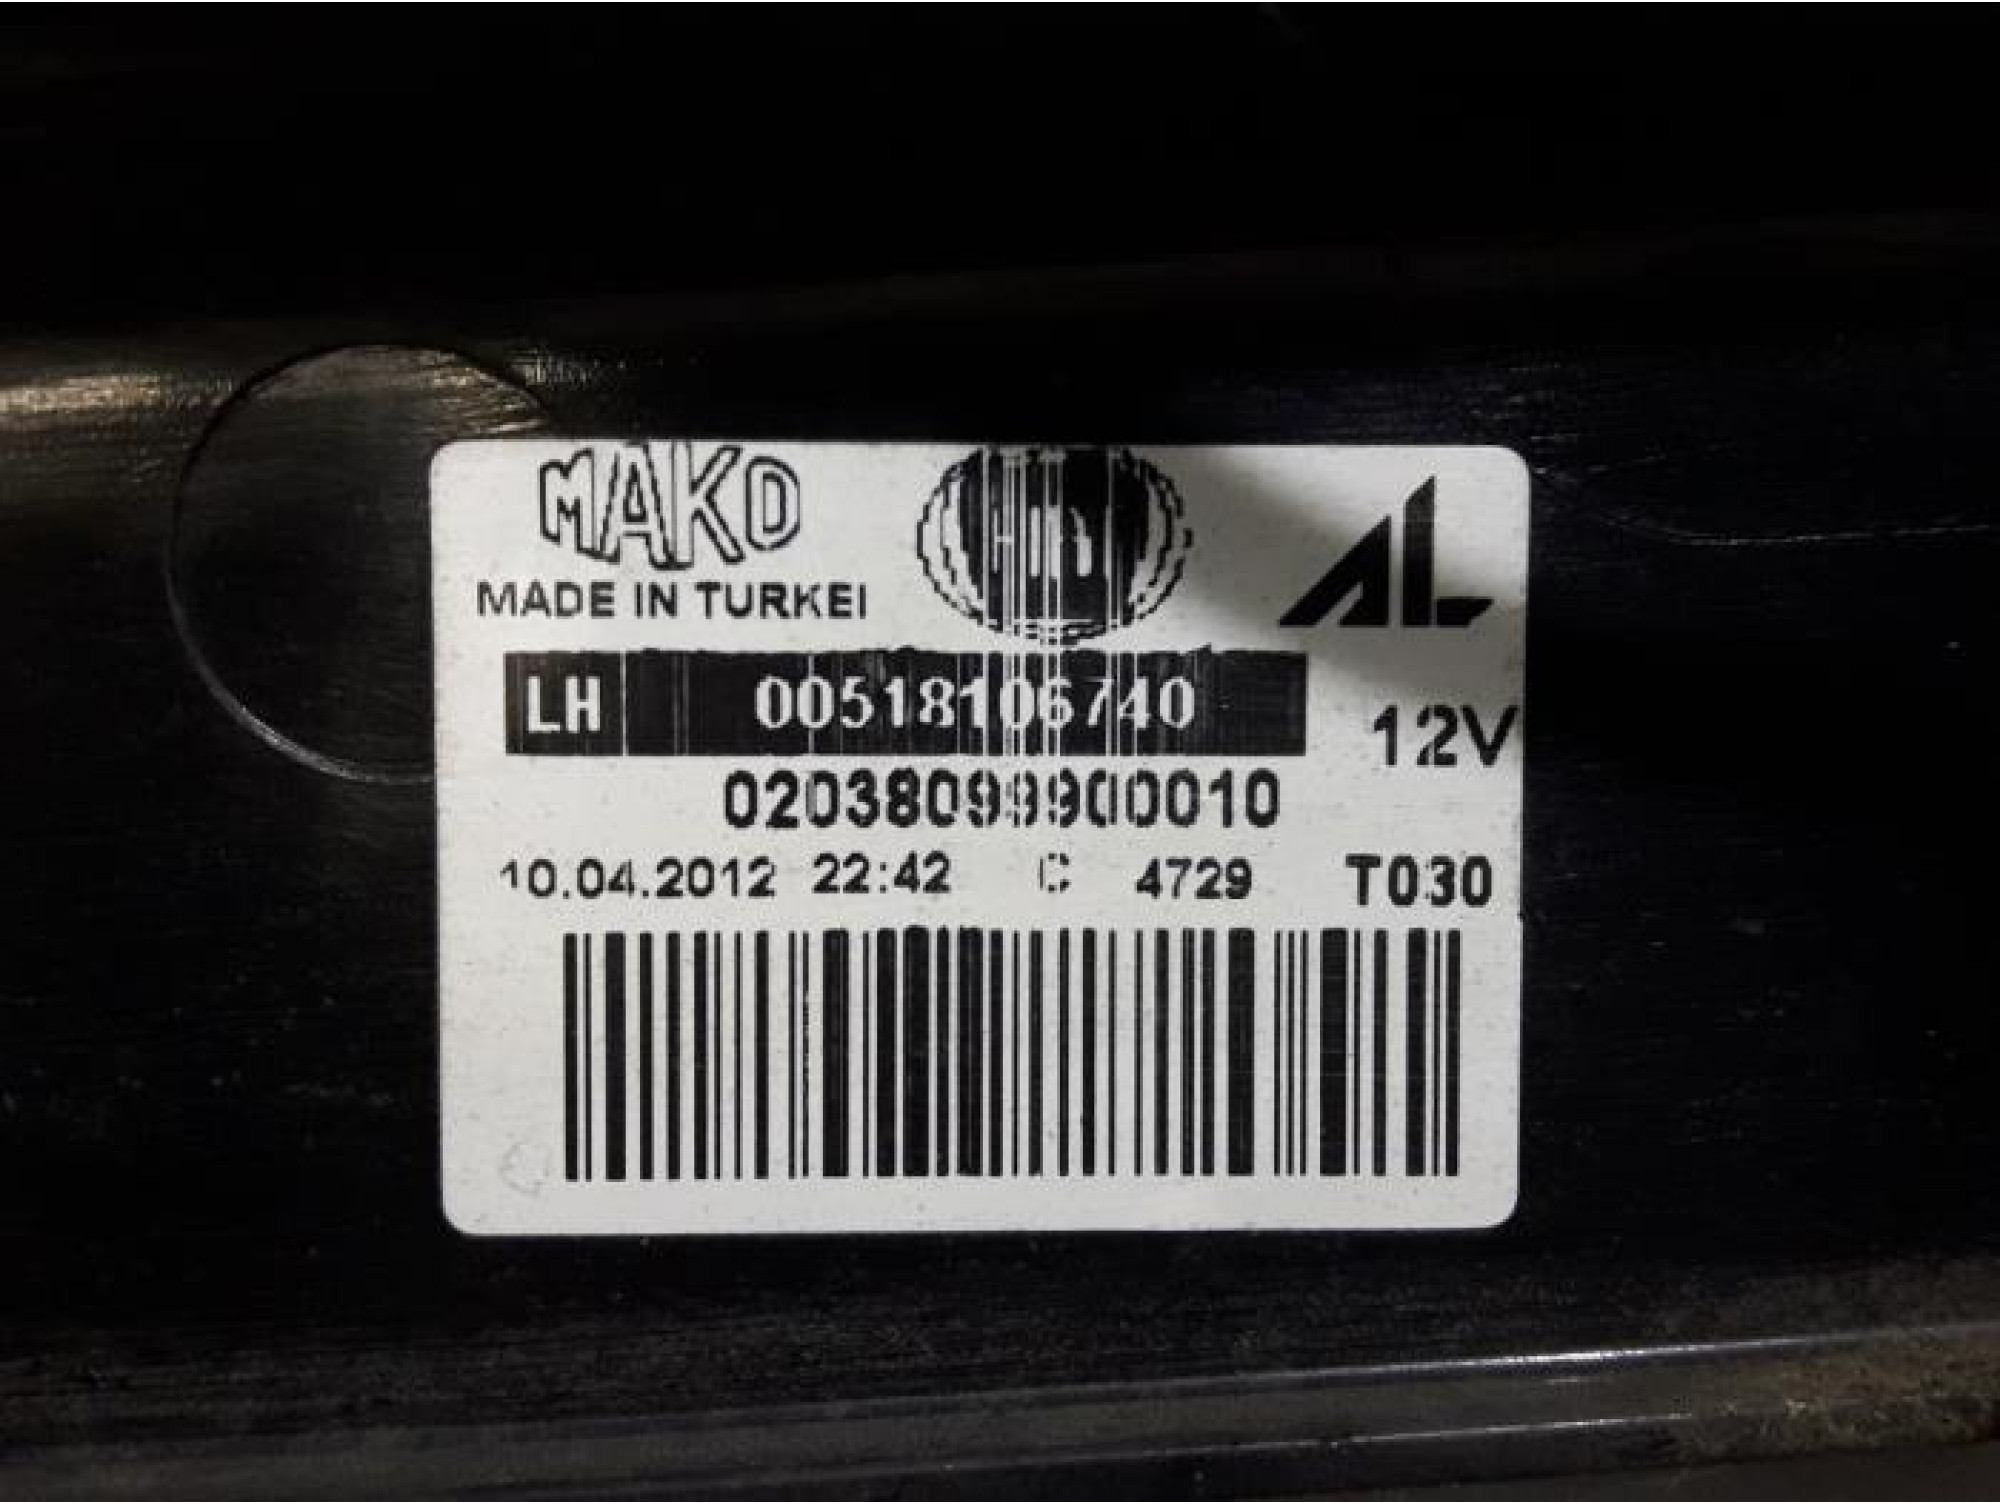 MAKO
MADE IN TURKEI
AL
LH 00518106740
12V
02038099900010
10.04.2012 22:42 C 4729 T030